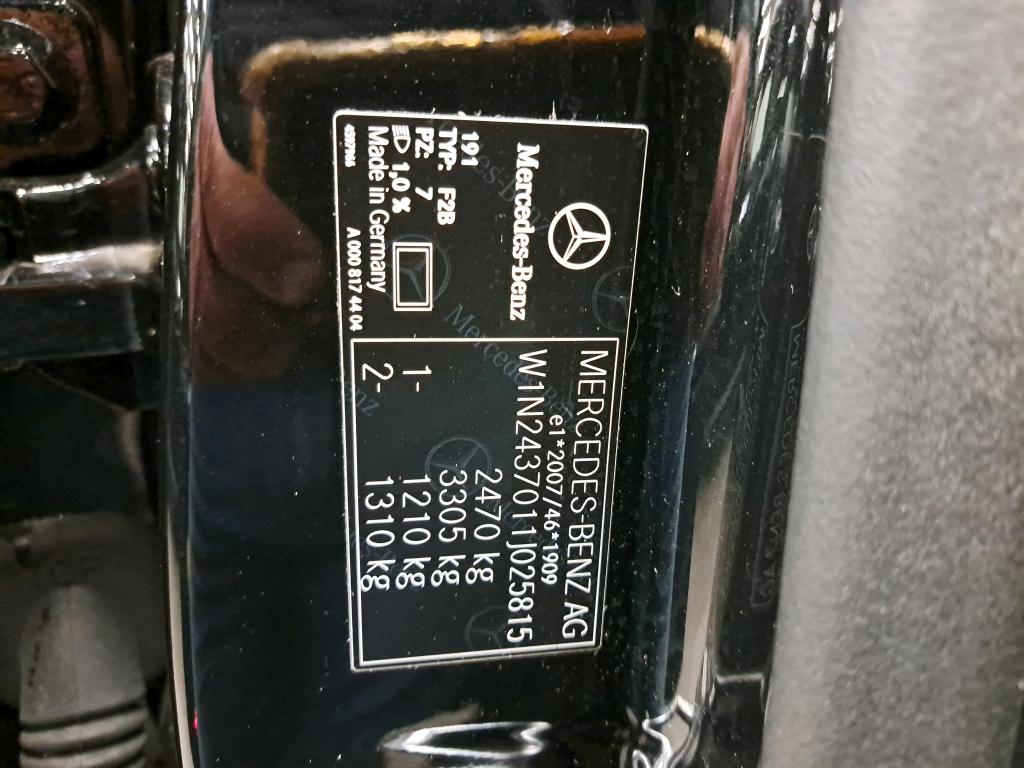 Mercedes-Benz
191
TYP: F2B
PZ: 7
1,0 %
Made in Germany
A 000 817 44 04
MERCEDES-BENZ AG
e1*2007/46*1909
W1N2437011J025815
2470 kg
3305 kg
1- 1210 kg
2- 1310 kg